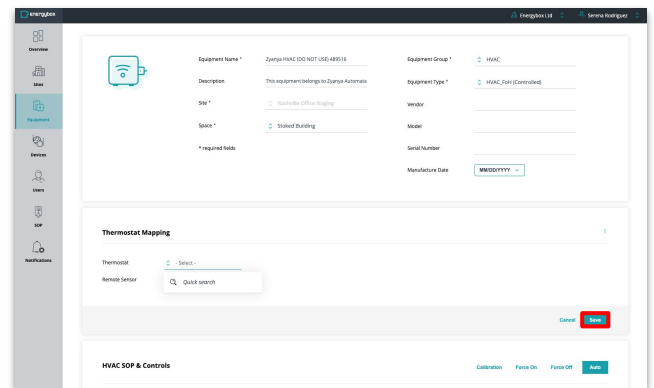 energybox
Energybox Ltd
Serena Rodriguez
Overview
Sites
Equipment
Devices
Users
SOP
Notifications
Equipment Name * Zyanya HVAC (DO NOT USE) 489516
Description This equipment belongs to Zyanya Automata
Site * Nashville Office Staging
Space * Stoked Building
* required fields
Equipment Group * HVAC
Equipment Type * HVAC_FoH (Controlled)
Vendor
Model
Serial Number
Manufacture Date MM/DD/YYYY
Thermostat Mapping
Thermostat - Select -
Remote Sensor Quick search
Cancel Save
HVAC SOP & Controls
Calibration Force On Force Off Auto